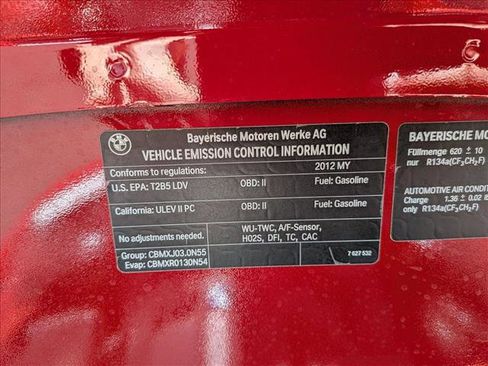 BMW
Bayerische Motoren Werke AG
VEHICLE EMISSION CONTROL INFORMATION
Conforms to regulations: 2012 MY
U.S. EPA: T2B5 LDV OBD: II Fuel: Gasoline
California: ULEV II PC OBD: II Fuel: Gasoline
No adjustments needed. WU-TWC, A/F-Sensor,
HO2S, DFI, TC, CAC
Group: CBMXJ03.0N55
Evap: CBMXR0130N54 7 627 532
BAYERISCHE MO
Füllmenge 620 ± 10
nur R134a(CF3CH2F)
AUTOMOTIVE AIR CONDI
Charge 1.36 ± 0.02 lb
only R134a(CF3CH2F)